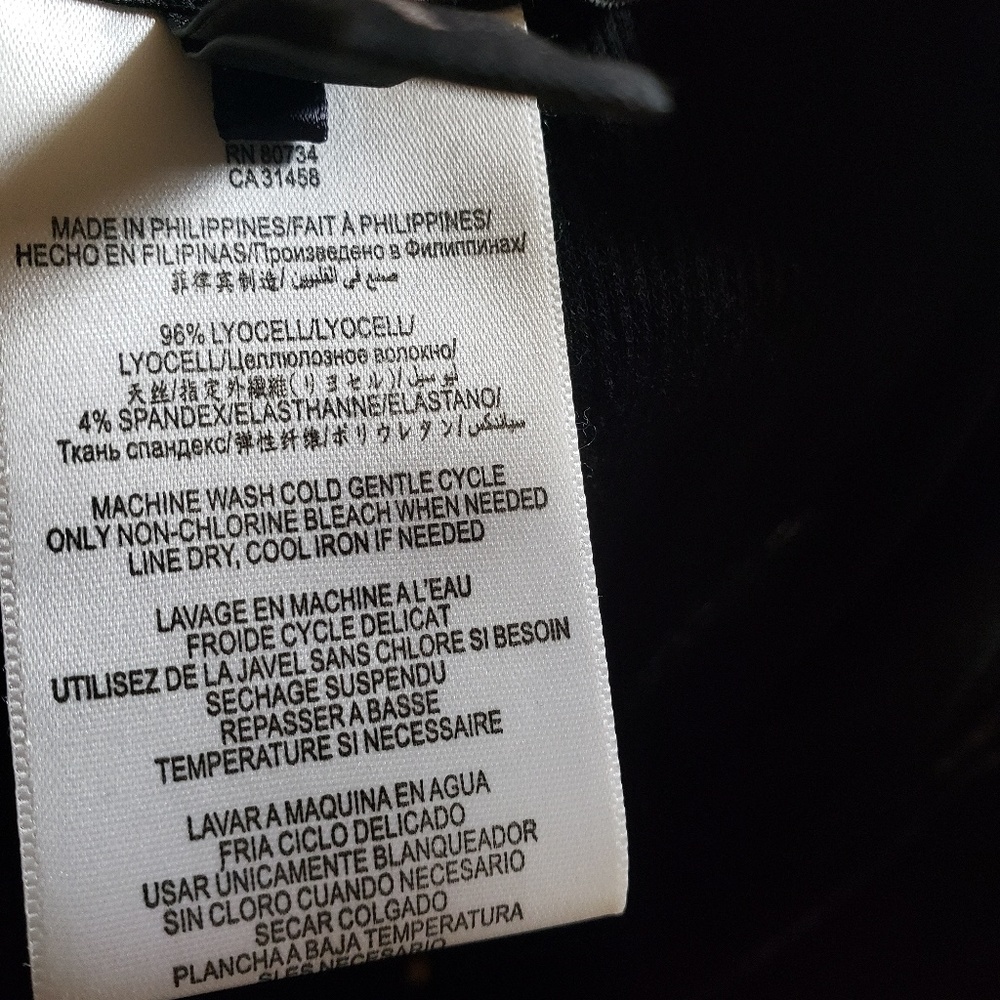 RN 80734
CA 31458
MADE IN PHILIPPINES/FAIT À PHILIPPINES/
HECHO EN FILIPINAS/Произведено в Филиппинах/
菲律宾制造/صنع في الفلبين
96% LYOCELL/LYOCELL/
LYOCELL/Целлюлозное волокно/
天丝/指定外繊維(リヨセル)/ليوسيل
4% SPANDEX/ELASTHANNE/ELASTANO/
Ткань спандекс/弹性纤维/ポリウレタン/سباندكس
MACHINE WASH COLD GENTLE CYCLE
ONLY NON-CHLORINE BLEACH WHEN NEEDED
LINE DRY, COOL IRON IF NEEDED
LAVAGE EN MACHINE A L'EAU
FROIDE CYCLE DELICAT
UTILISEZ DE LA JAVEL SANS CHLORE SI BESOIN
SECHAGE SUSPENDU
REPASSER A BASSE
TEMPERATURE SI NECESSAIRE
LAVAR A MAQUINA EN AGUA
FRIA CICLO DELICADO
USAR ÚNICAMENTE BLANQUEADOR
SIN CLORO CUANDO NECESARIO
SECAR COLGADO
PLANCHA A BAJA TEMPERATURA
SI ES NECESARIO